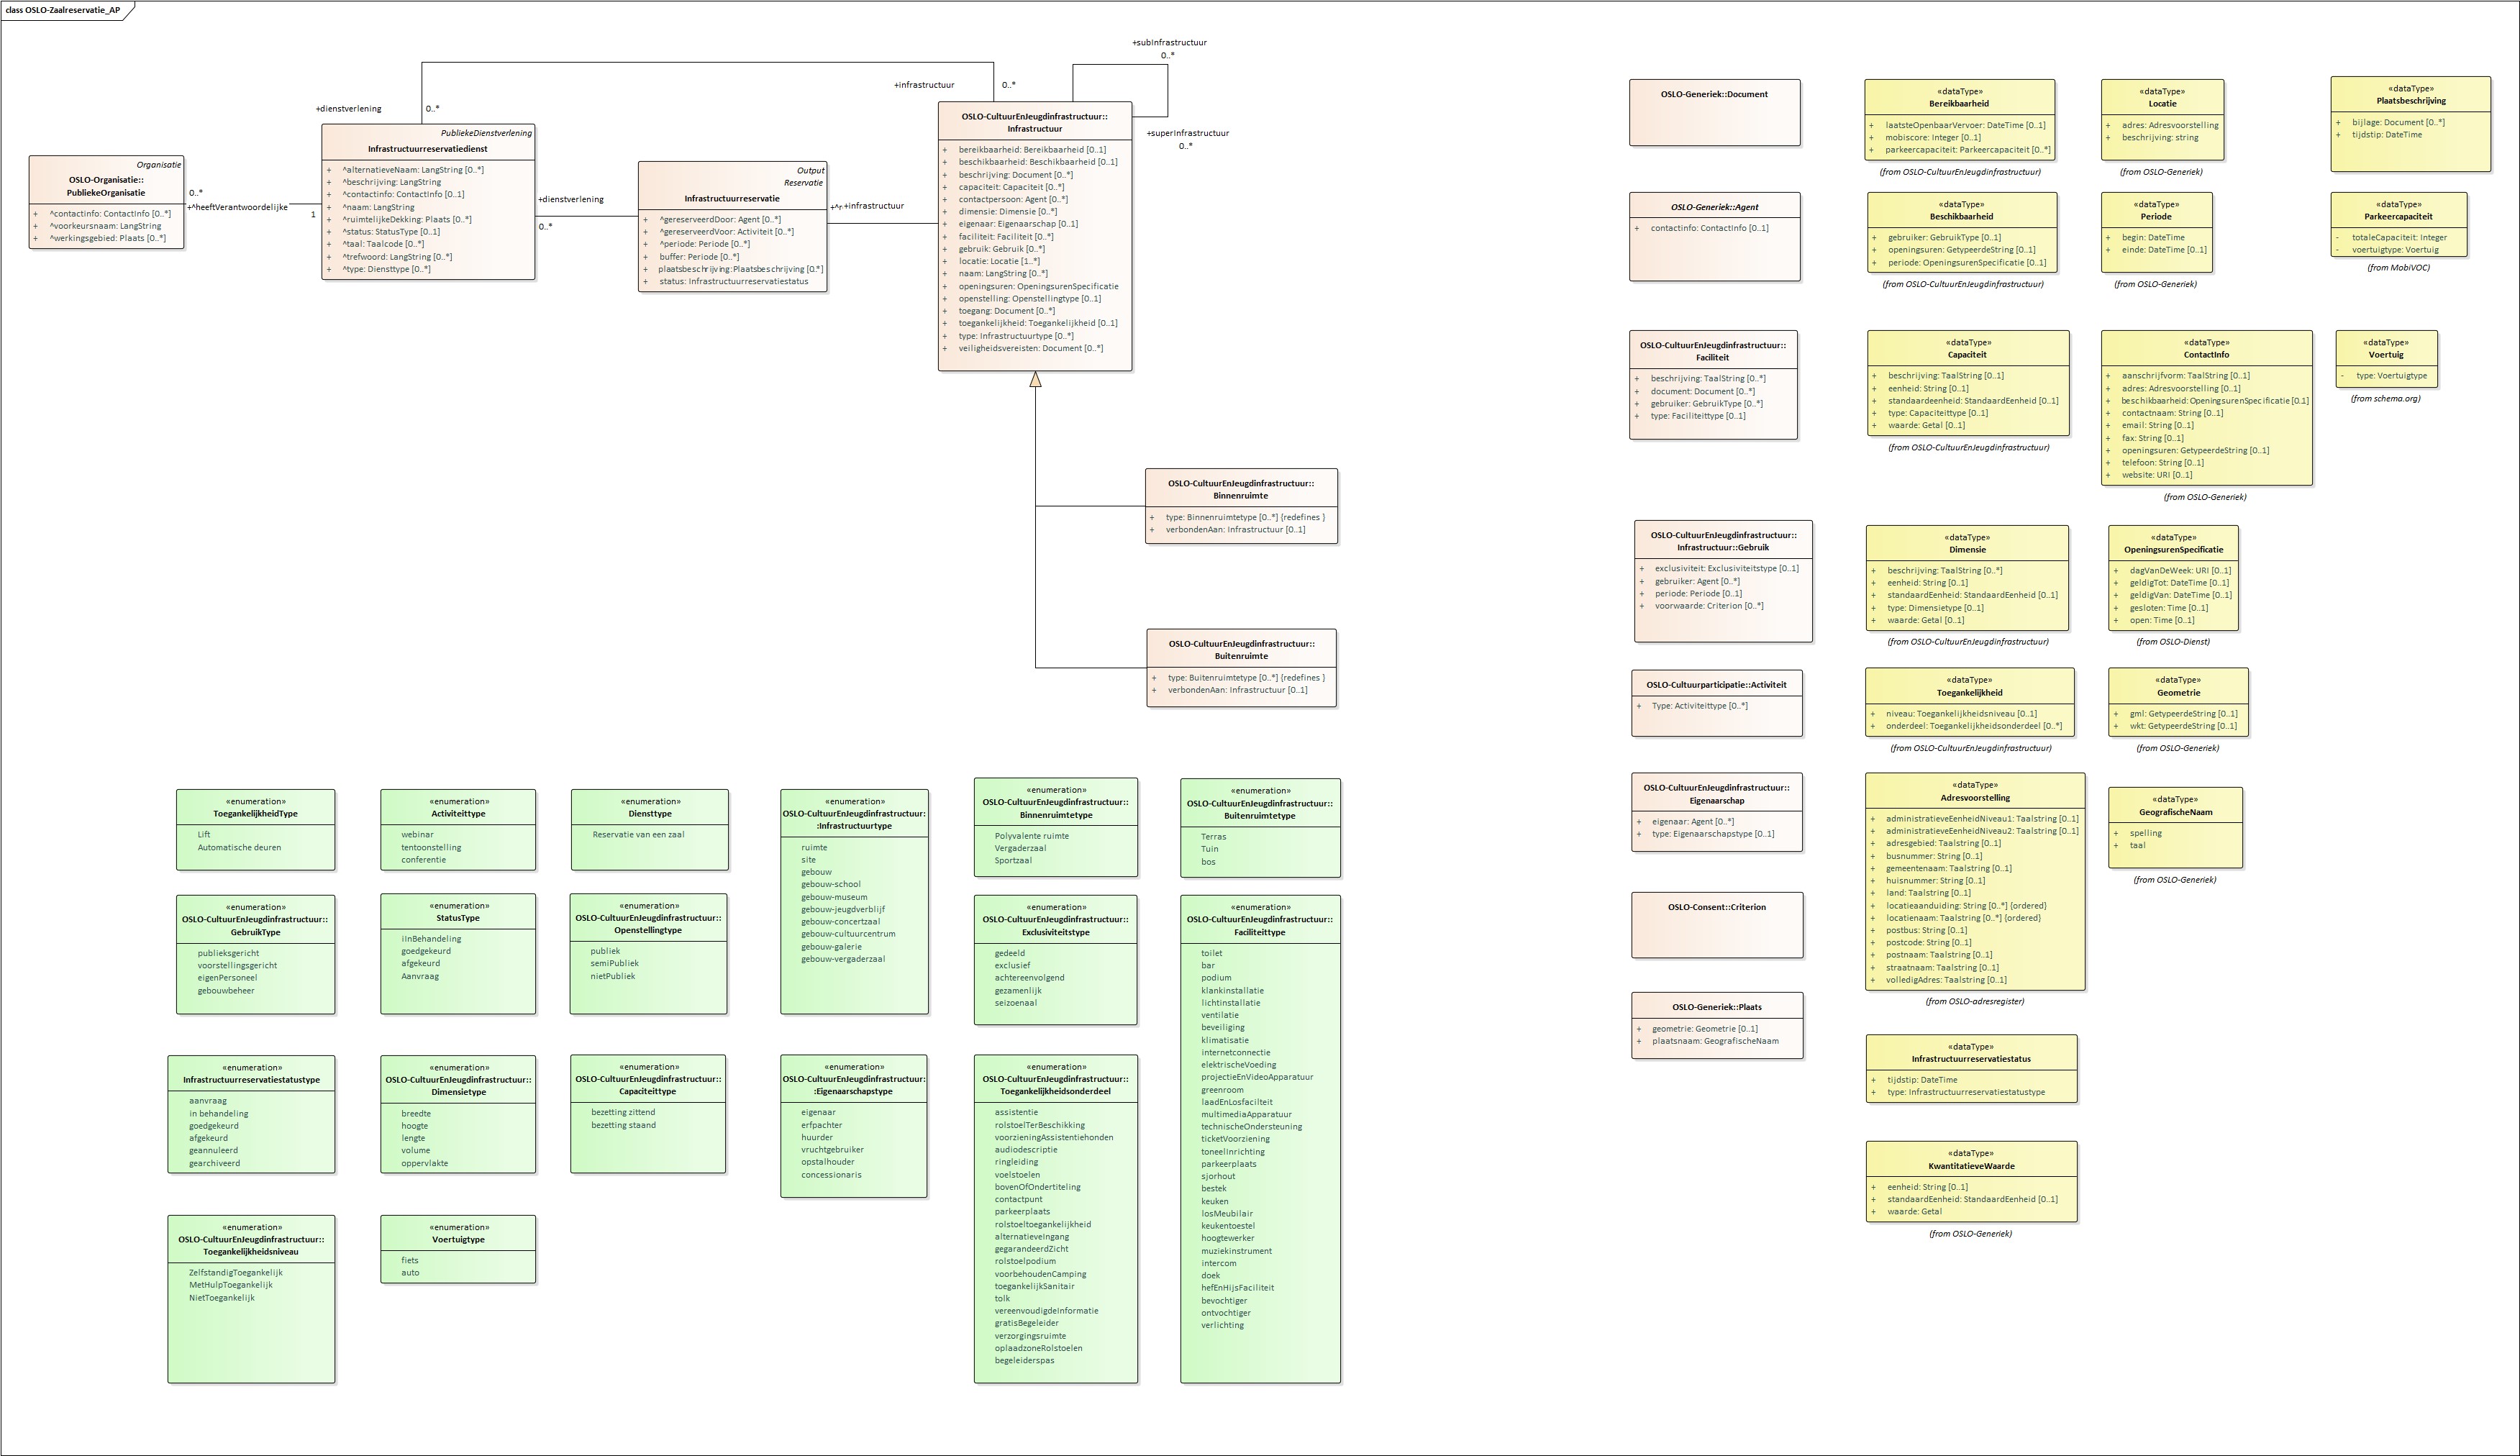 class OSLO-Zaalreservatie_AP
+subInfrastructuur
0..*
+infrastructuur
0..*
+dienstverlening
0..*
+superInfrastructuur
0..*
Organisatie
OSLO-Organisatie::
PubliekeOrganisatie
+ ^contactinfo: ContactInfo [0..*]
+ ^voorkeursnaam: LangString
+ ^werkingsgebied: Plaats [0..*]
0..*
+^heeftVerantwoordelijke
1
PubliekeDienstverlening
Infrastructuurreservatiedienst
+ ^alternatieveNaam: LangString [0..*]
+ ^beschrijving: LangString
+ ^contactinfo: ContactInfo [0..1]
+ ^naam: LangString
+ ^ruimtelijkeDekking: Plaats [0..*]
+ ^status: StatusType [0..1]
+ ^taal: Taalcode [0..*]
+ ^trefwoord: LangString [0..*]
+ ^type: Diensttype [0..*]
+dienstverlening
0..*
Output
Reservatie
Infrastructuurreservatie
+ ^gereserveerdDoor: Agent [0..*]
+ ^gereserveerdVoor: Activiteit [0..*]
+ ^periode: Periode [0..*]
+ buffer: Periode [0..*]
+ plaatsbeschrijving:Plaatsbeschrijving [0.*]
+ status: Infrastructuurreservatiestatus
+^r·+infrastructuur
OSLO-CultuurEnJeugdinfrastructuur::
Infrastructuur
+ bereikbaarheid: Bereikbaarheid [0..1]
+ beschikbaarheid: Beschikbaarheid [0..1]
+ beschrijving: Document [0..*]
+ capaciteit: Capaciteit [0..*]
+ contactpersoon: Agent [0..*]
+ dimensie: Dimensie [0..*]
+ eigenaar: Eigenaarschap [0..1]
+ faciliteit: Faciliteit [0..*]
+ gebruik: Gebruik [0..*]
+ locatie: Locatie [1..*]
+ naam: LangString [0..*]
+ openingsuren: OpeningsurenSpecificatie
+ openstelling: Openstellingtype [0..1]
+ toegang: Document [0..*]
+ toegankelijkheid: Toegankelijkheid [0..1]
+ type: Infrastructuurtype [0..*]
+ veiligheidsvereisten: Document [0..*]
OSLO-CultuurEnJeugdinfrastructuur::
Binnenruimte
+ type: Binnenruimtetype [0..*] {redefines }
+ verbondenAan: Infrastructuur [0..1]
OSLO-CultuurEnJeugdinfrastructuur::
Buitenruimte
+ type: Buitenruimtetype [0..*] {redefines }
+ verbondenAan: Infrastructuur [0..1]
OSLO-Generiek::Document
OSLO-Generiek::Agent
+ contactinfo: ContactInfo [0..1]
OSLO-CultuurEnJeugdinfrastructuur::
Faciliteit
+ beschrijving: TaalString [0..*]
+ document: Document [0..*]
+ gebruiker: GebruikType [0..*]
+ type: Faciliteittype [0..1]
OSLO-CultuurEnJeugdinfrastructuur::
Infrastructuur::Gebruik
+ exclusiviteit: Exclusiviteitstype [0..1]
+ gebruiker: Agent [0..*]
+ periode: Periode [0..1]
+ voorwaarde: Criterion [0..*]
OSLO-Cultuurparticipatie::Activiteit
+ Type: Activiteittype [0..*]
OSLO-CultuurEnJeugdinfrastructuur::
Eigenaarschap
+ eigenaar: Agent [0..*]
+ type: Eigenaarschapstype [0..1]
OSLO-Consent::Criterion
OSLO-Generiek::Plaats
+ geometrie: Geometrie [0..1]
+ plaatsnaam: GeografischeNaam
«dataType»
Bereikbaarheid
+ laatsteOpenbaarVervoer: DateTime [0..1]
+ mobiscore: Integer [0..1]
+ parkeercapaciteit: Parkeercapaciteit [0..*]
(from OSLO-CultuurEnJeugdinfrastructuur)
«dataType»
Beschikbaarheid
+ gebruiker: GebruikType [0..1]
+ openingsuren: GetypeerdeString [0..1]
+ periode: OpeningsurenSpecificatie [0..1]
(from OSLO-CultuurEnJeugdinfrastructuur)
«dataType»
Capaciteit
+ beschrijving: TaalString [0..1]
+ eenheid: String [0..1]
+ standaardeenheid: StandaardEenheid [0..1]
+ type: Capaciteittype [0..1]
+ waarde: Getal [0..1]
(from OSLO-CultuurEnJeugdinfrastructuur)
«dataType»
Dimensie
+ beschrijving: TaalString [0..*]
+ eenheid: String [0..1]
+ standaardEenheid: StandaardEenheid [0..1]
+ type: Dimensietype [0..1]
+ waarde: Getal [0..1]
(from OSLO-CultuurEnJeugdinfrastructuur)
«dataType»
Toegankelijkheid
+ niveau: Toegankelijkheidsniveau [0..1]
+ onderdeel: Toegankelijkheidsonderdeel [0..*]
(from OSLO-CultuurEnJeugdinfrastructuur)
«dataType»
Adresvoorstelling
+ administratieveEenheidNiveau1: Taalstring [0..1]
+ administratieveEenheidNiveau2: Taalstring [0..1]
+ adresgebied: Taalstring [0..1]
+ busnummer: String [0..1]
+ gemeentenaam: Taalstring [0..1]
+ huisnummer: String [0..1]
+ land: Taalstring [0..1]
+ locatieaanduiding: String [0..*] {ordered}
+ locatienaam: Taalstring [0..*] {ordered}
+ postbus: String [0..1]
+ postcode: String [0..1]
+ postnaam: Taalstring [0..1]
+ straatnaam: Taalstring [0..1]
+ volledigAdres: Taalstring [0..1]
(from OSLO-adresregister)
«dataType»
Infrastructuurreservatiestatus
+ tijdstip: DateTime
+ type: Infrastructuurreservatiestatustype
«dataType»
KwantitatieveWaarde
+ eenheid: String [0..1]
+ standaardEenheid: StandaardEenheid [0..1]
+ waarde: Getal
(from OSLO-Generiek)
«dataType»
Locatie
+ adres: Adresvoorstelling
+ beschrijving: string
(from OSLO-Generiek)
«dataType»
Periode
+ begin: DateTime
+ einde: DateTime [0..1]
(from OSLO-Generiek)
«dataType»
ContactInfo
+ aanschrijfvorm: TaalString [0..1]
+ adres: Adresvoorstelling [0..1]
+ beschikbaarheid: OpeningsurenSpecificatie [0..1]
+ contactnaam: String [0..1]
+ email: String [0..1]
+ fax: String [0..1]
+ openingsuren: GetypeerdeString [0..1]
+ telefoon: String [0..1]
+ website: URI [0..1]
(from OSLO-Generiek)
«dataType»
OpeningsurenSpecificatie
+ dagVanDeWeek: URI [0..1]
+ geldigTot: DateTime [0..1]
+ geldigVan: DateTime [0..1]
+ gesloten: Time [0..1]
+ open: Time [0..1]
(from OSLO-Dienst)
«dataType»
Geometrie
+ gml: GetypeerdeString [0..1]
+ wkt: GetypeerdeString [0..1]
(from OSLO-Generiek)
«dataType»
GeografischeNaam
+ spelling
+ taal
(from OSLO-Generiek)
«dataType»
Plaatsbeschrijving
+ bijlage: Document [0..*]
+ tijdstip: DateTime
«dataType»
Parkeercapaciteit
- totaleCapaciteit: Integer
- voertuigtype: Voertuig
(from MobiVOC)
«dataType»
Voertuig
- type: Voertuigtype
(from schema.org)
«enumeration»
ToegankelijkheidType
Lift
Automatische deuren
«enumeration»
Activiteittype
webinar
tentoonstelling
conferentie
«enumeration»
Diensttype
Reservatie van een zaal
«enumeration»
OSLO-CultuurEnJeugdinfrastructuur:
:Infrastructuurtype
ruimte
site
gebouw
gebouw-school
gebouw-museum
gebouw-jeugdverblijf
gebouw-concertzaal
gebouw-cultuurcentrum
gebouw-galerie
gebouw-vergaderzaal
«enumeration»
OSLO-CultuurEnJeugdinfrastructuur::
Binnenruimtetype
Polyvalente ruimte
Vergaderzaal
Sportzaal
«enumeration»
OSLO-CultuurEnJeugdinfrastructuur::
Buitenruimtetype
Terras
Tuin
bos
«enumeration»
OSLO-CultuurEnJeugdinfrastructuur::
GebruikType
publieksgericht
voorstellingsgericht
eigenPersoneel
gebouwbeheer
«enumeration»
StatusType
iInBehandeling
goedgekeurd
afgekeurd
Aanvraag
«enumeration»
OSLO-CultuurEnJeugdinfrastructuur::
Openstellingtype
publiek
semiPubliek
nietPubliek
«enumeration»
OSLO-CultuurEnJeugdinfrastructuur::
Exclusiviteitstype
gedeeld
exclusief
achtereenvolgend
gezamenlijk
seizoenaal
«enumeration»
OSLO-CultuurEnJeugdinfrastructuur::
Faciliteittype
toilet
bar
podium
klankinstallatie
lichtinstallatie
ventilatie
beveiliging
klimatisatie
internetconnectie
elektrischeVoeding
projectieEnVideoApparatuur
greenroom
laadEnLosfacilteit
multimediaApparatuur
technischeOndersteuning
ticketVoorziening
toneelInrichting
parkeerplaats
sjorhout
bestek
keuken
losMeubilair
keukentoestel
hoogtewerker
muziekinstrument
intercom
doek
hefEnHijsFaciliteit
bevochtiger
ontvochtiger
verlichting
«enumeration»
Infrastructuurreservatiestatustype
aanvraag
in behandeling
goedgekeurd
afgekeurd
geannuleerd
gearchiveerd
«enumeration»
OSLO-CultuurEnJeugdinfrastructuur::
Dimensietype
breedte
hoogte
lengte
volume
oppervlakte
«enumeration»
OSLO-CultuurEnJeugdinfrastructuur::
Capaciteittype
bezetting zittend
bezetting staand
«enumeration»
OSLO-CultuurEnJeugdinfrastructuur:
:Eigenaarschapstype
eigenaar
erfpachter
huurder
vruchtgebruiker
opstalhouder
concessionaris
«enumeration»
OSLO-CultuurEnJeugdinfrastructuur::
Toegankelijkheidsonderdeel
assistentie
rolstoelTerBeschikking
voorzieningAssistentiehonden
audiodescriptie
ringleiding
voelstoelen
bovenOfOndertiteling
contactpunt
parkeerplaats
rolstoeltoegankelijkheid
alternatieveIngang
gegarandeerdZicht
rolstoelpodium
voorbehoudenCamping
toegankelijkSanitair
tolk
vereenvoudigdeInformatie
gratisBegeleider
verzorgingsruimte
oplaadzoneRolstoelen
begeleiderspas
«enumeration»
OSLO-CultuurEnJeugdinfrastructuur::
Toegankelijkheidsniveau
ZelfstandigToegankelijk
MetHulpToegankelijk
NietToegankelijk
«enumeration»
Voertuigtype
fiets
auto